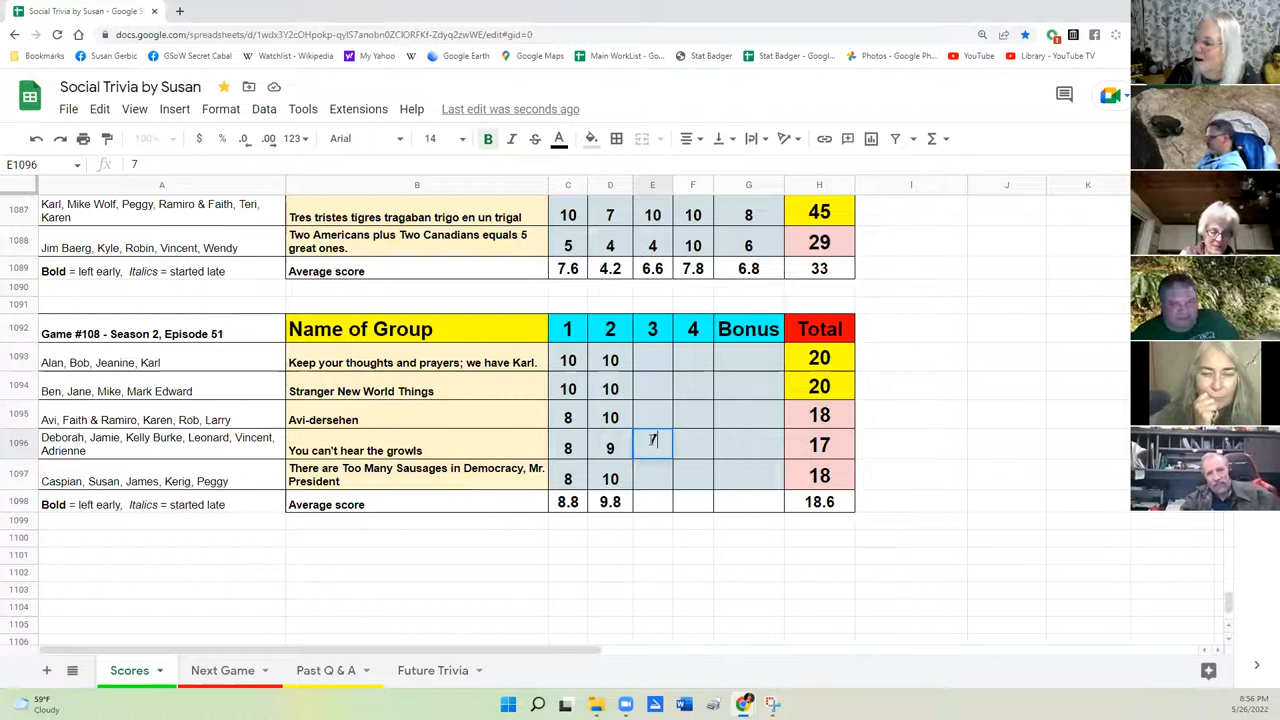 Social Trivia by Susan - Google S
docs.google.com/spreadsheets/d/1wdx3Y2cOHpokp-qyIS7anobn0ZCIORFKf-Zdyq2zwWE/edit#gid=0
Bookmarks Susan Gerbic GSoW Secret Cabal Watchlist - Wikipedia My Yahoo Google Earth Google Maps Main WorkList - Go... Stat Badger Stat Badger - Googl... Photos - Google Ph... YouTube Library - YouTube TV
Social Trivia by Susan
File Edit View Insert Format Data Tools Extensions Help Last edit was seconds ago
100% $ % .0 .00 123 Arial 14 B I S A
E1096 fx 7
A B C D E F G H I J K
1087 Karl, Mike Wolf, Peggy, Ramiro & Faith, Teri,
Karen Tres tristes tigres tragaban trigo en un trigal 10 7 10 10 8 45
1088 Jim Baerg, Kyle, Robin, Vincent, Wendy Two Americans plus Two Canadians equals 5
great ones. 5 4 4 10 6 29
1089 Bold = left early, Italics = started late Average score 7.6 4.2 6.6 7.8 6.8 33
1090
1091
1092 Game #108 - Season 2, Episode 51 Name of Group 1 2 3 4 Bonus Total
1093 Alan, Bob, Jeanne, Karl Keep your thoughts and prayers; we have Karl. 10 10 20
1094 Ben, Jane, Mike, Mark Edward Stranger New World Things 10 10 20
1095 Avi, Faith & Ramiro, Karen, Rob, Larry Avi-dersehen 8 10 18
1096 Deborah, Jamie, Kelly Burke, Leonard, Vincent,
Adrienne You can't hear the growls 8 9 7 17
1097 Caspian, Susan, James, Kerig, Peggy There are Too Many Sausages in Democracy, Mr.
President 8 10 18
1098 Bold = left early, Italics = started late Average score 8.8 9.8 18.6
1099
1100
1101
1102
1103
1104
1105
1106
Scores Next Game Past Q & A Future Trivia
59°F
Cloudy
8:56 PM
5/26/2022